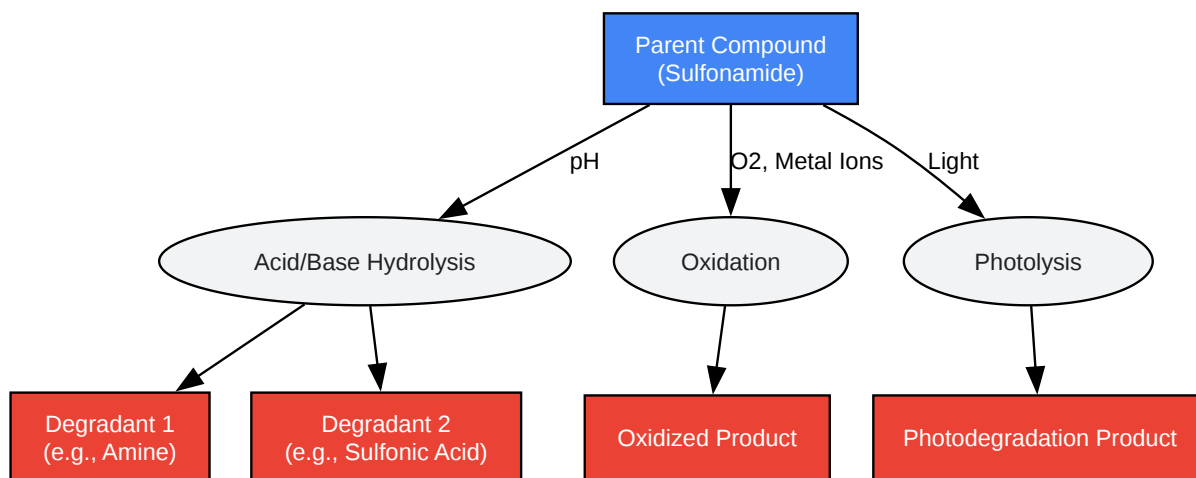 Parent Compound
(Sulfonamide)
pH
O2, Metal Ions
Light
Acid/Base Hydrolysis
Oxidation
Photolysis
Degradant 1
(e.g., Amine)
Degradant 2
(e.g., Sulfonic Acid)
Oxidized Product
Photodegradation Product